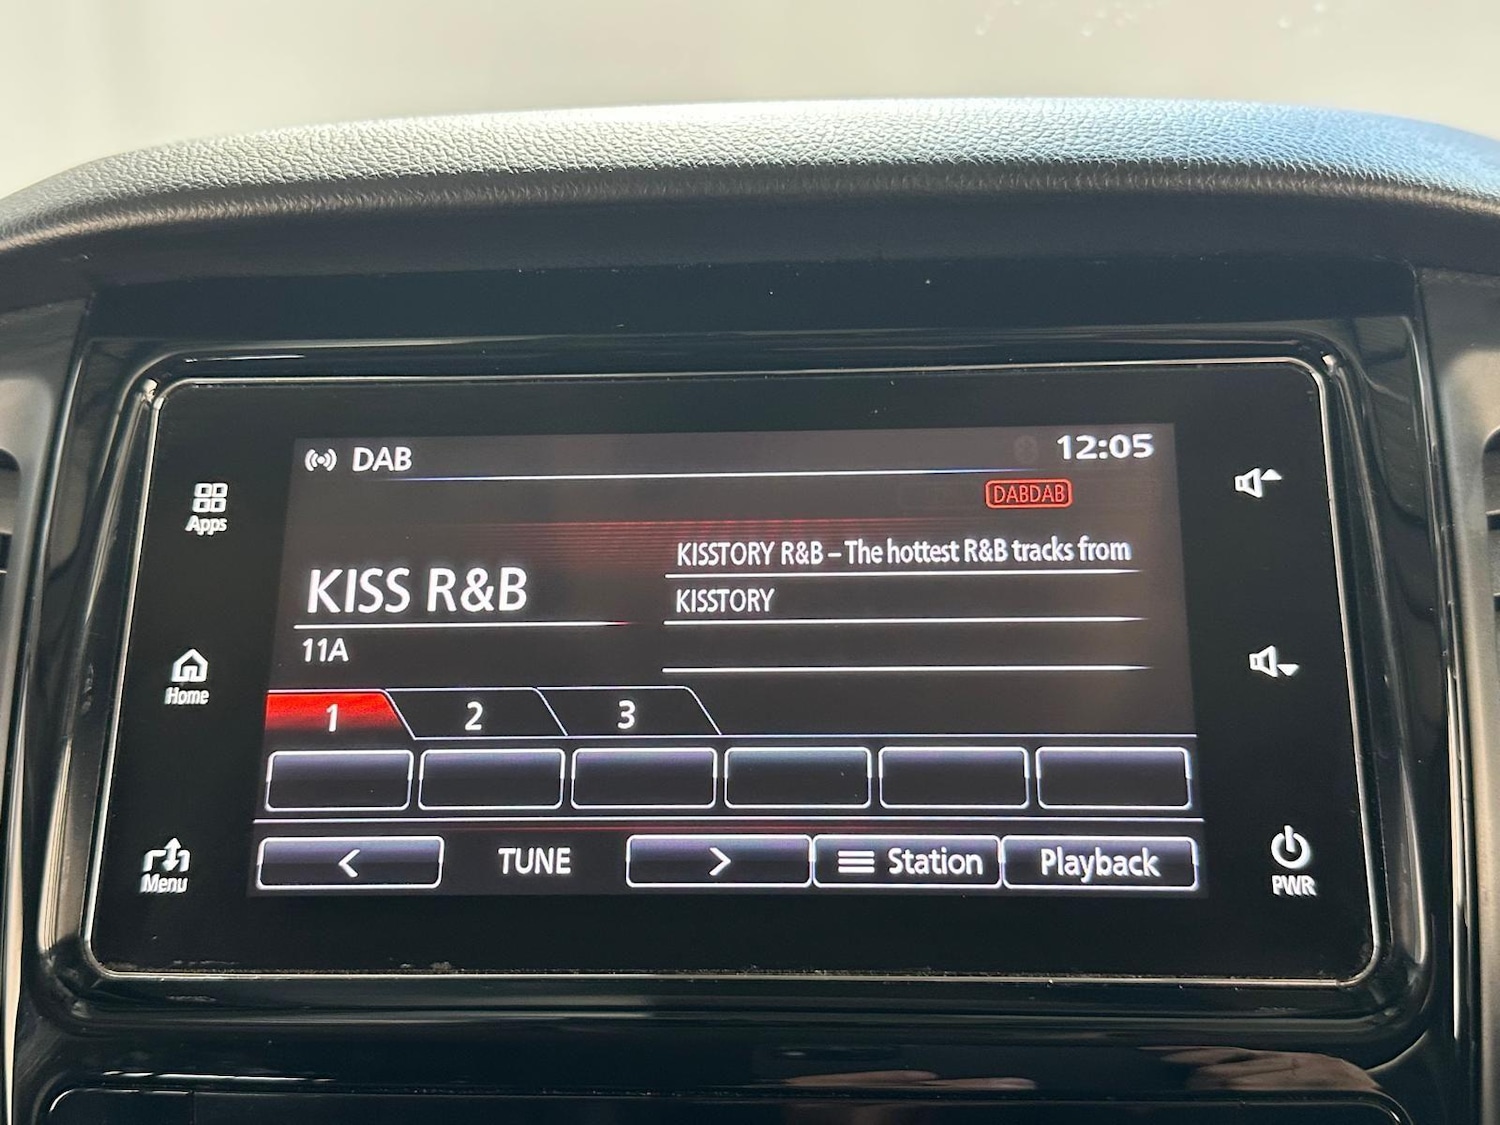 DAB
12:05
DABDAB
Apps
KISSTORY R&B – The hottest R&B tracks from
KISS R&B
KISSTORY
11A
Home
1 2 3
TUNE
Station
Playback
Menu
PWR